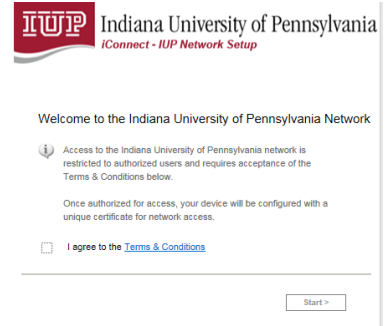 IUP Indiana University of Pennsylvania
iConnect - IUP Network Setup
Welcome to the Indiana University of Pennsylvania Network
Access to the Indiana University of Pennsylvania network is
restricted to authorized users and requires acceptance of the
Terms & Conditions below.
Once authorized for access, your device will be configured with a
unique certificate for network access.
I agree to the Terms & Conditions
Start >